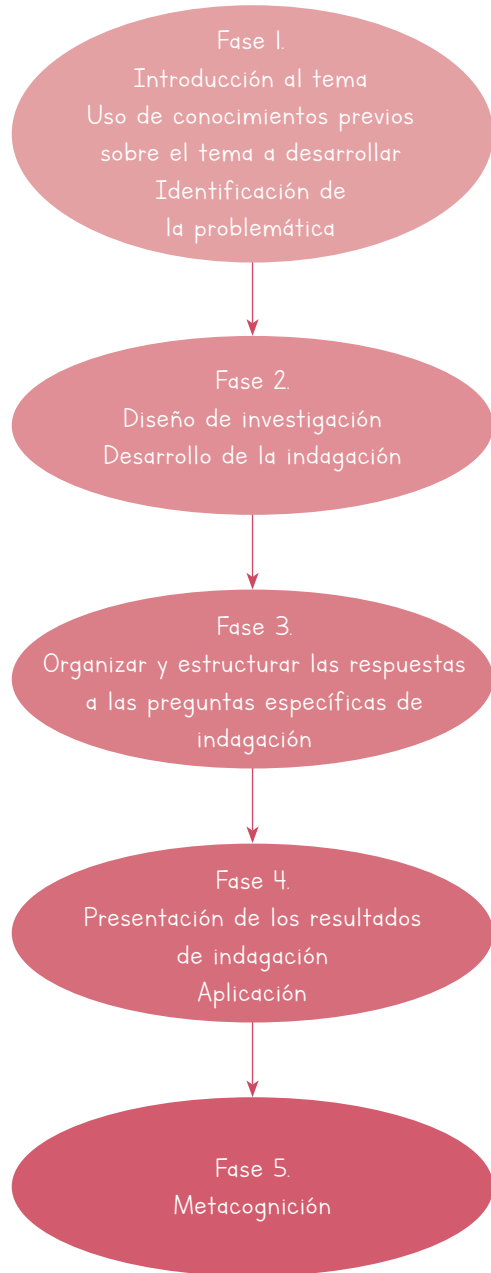 Fase 1.
Introducción al tema
Uso de conocimientos previos
sobre el tema a desarrollar
Identificación de
la problemática
Fase 2.
Diseño de investigación
Desarrollo de la indagación
Fase 3.
Organizar y estructurar las respuestas
a las preguntas específicas de
indagación
Fase 4.
Presentación de los resultados
de indagación
Aplicación
Fase 5.
Metacognición